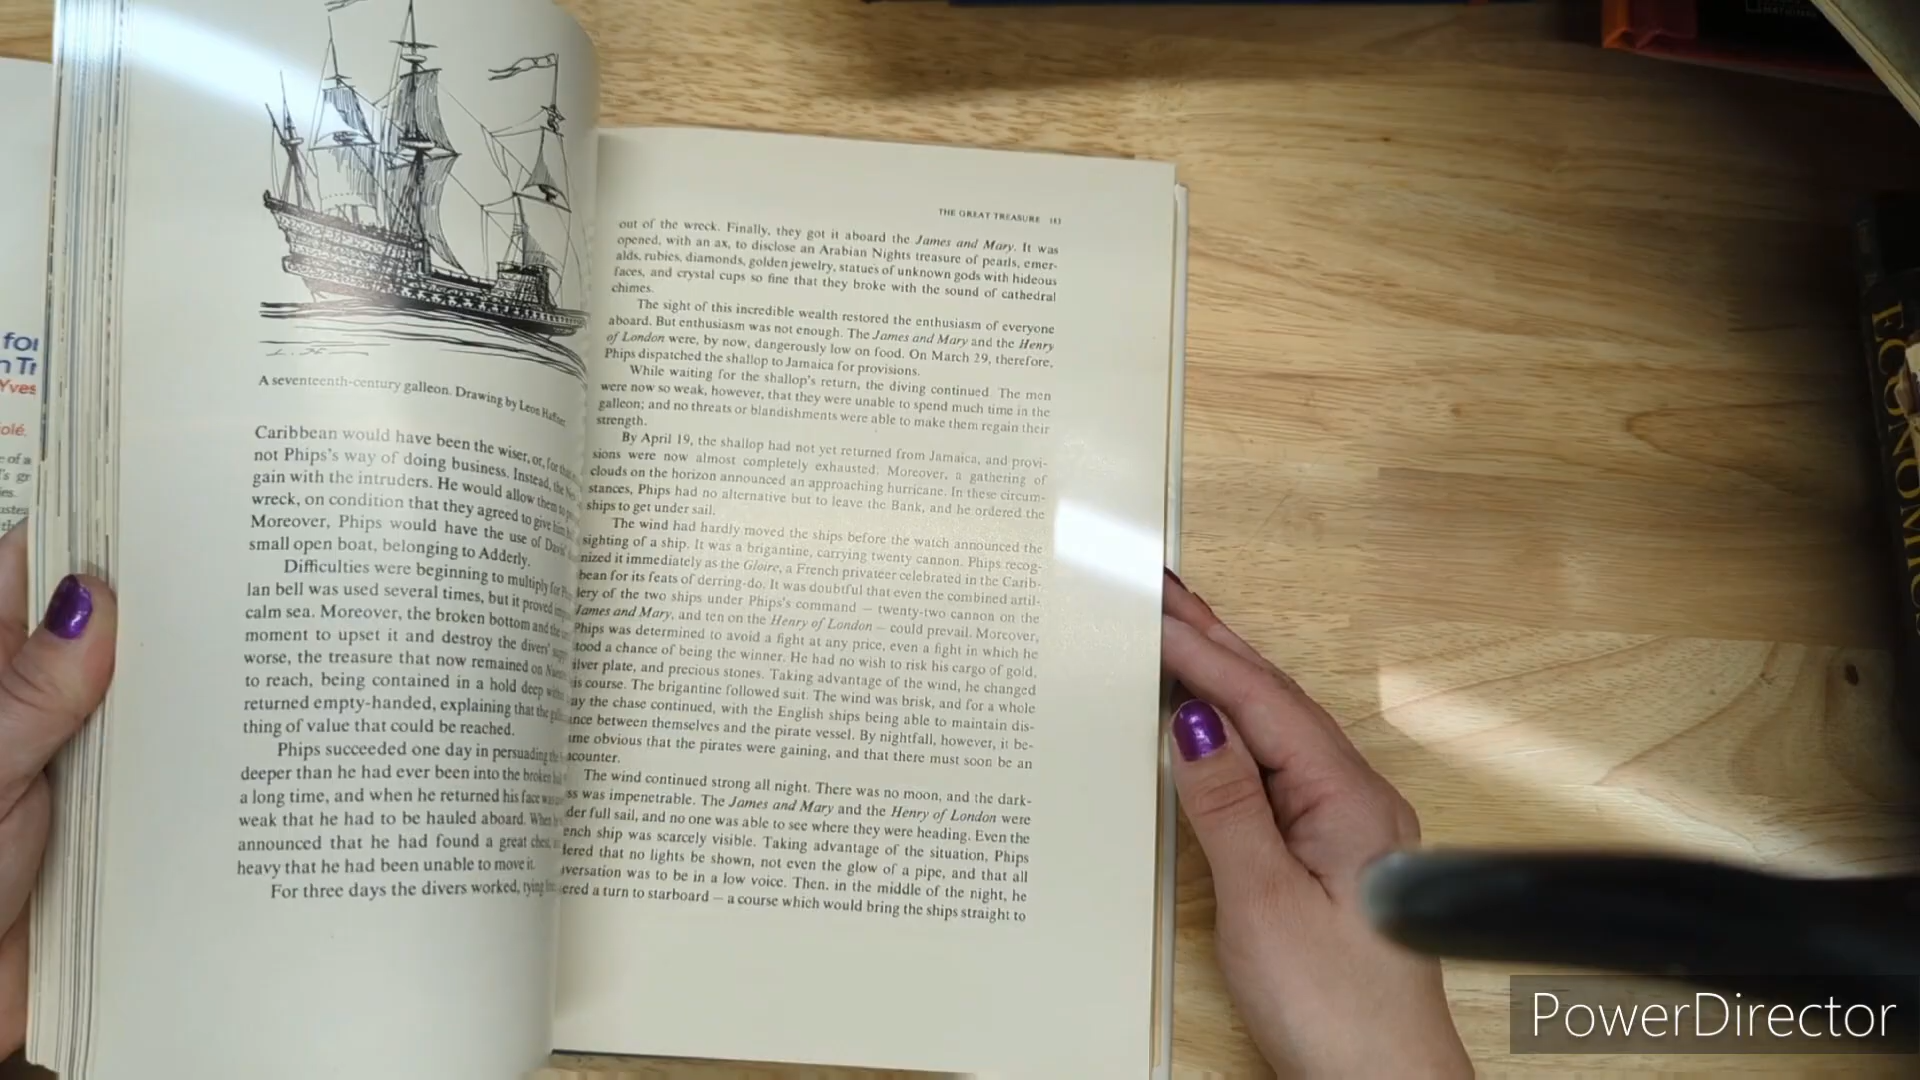 for
Yves
olé.
A seventeenth-century galleon. Drawing by Leon Haffner.
Caribbean would have been the wiser, or, for
not Phips's way of doing business. Instead, the
gain with the intruders. He would allow them to
wreck, on condition that they agreed to give him
Moreover, Phips would have the use of
small open boat, belonging to Adderly.
Difficulties were beginning to multiply for
lan bell was used several times, but it proved
calm sea. Moreover, the broken bottom and the
moment to upset it and destroy the divers'
worse, the treasure that now remained on
to reach, being contained in a hold deep
returned empty-handed, explaining that the
thing of value that could be reached.
Phips succeeded one day in persuading
deeper than he had ever been into the broken
a long time, and when he returned his face was
weak that he had to be hauled aboard. When
announced that he had found a great chest,
heavy that he had been unable to move it.
For three days the divers worked, tying
THE GREAT TREASURE 183
out of the wreck. Finally, they got it aboard the James and Mary. It was
opened, with an ax, to disclose an Arabian Nights treasure of pearls, emer-
alds, rubies, diamonds, golden jewelry, statues of unknown gods with hideous
faces, and crystal cups so fine that they broke with the sound of cathedral
chimes.
The sight of this incredible wealth restored the enthusiasm of everyone
aboard. But enthusiasm was not enough. The James and Mary and the Henry
of London were, by now, dangerously low on food. On March 29, therefore,
Phips dispatched the shallop to Jamaica for provisions.
While waiting for the shallop's return, the diving continued. The men
were now so weak, however, that they were unable to spend much time in the
galleon; and no threats or blandishments were able to make them regain their
strength.
By April 19, the shallop had not yet returned from Jamaica, and provi-
sions were now almost completely exhausted. Moreover, a gathering of
clouds on the horizon announced an approaching hurricane. In these circum-
stances, Phips had no alternative but to leave the Bank, and he ordered the
ships to get under sail.
The wind had hardly moved the ships before the watch announced the
sighting of a ship. It was a brigantine, carrying twenty cannon. Phips recog-
nized it immediately as the Gloire, a French privateer celebrated in the Carib-
bean for its feats of derring-do. It was doubtful that even the combined artil-
lery of the two ships under Phips's command — twenty-two cannon on the
James and Mary, and ten on the Henry of London — could prevail. Moreover,
Phips was determined to avoid a fight at any price, even a fight in which he
tood a chance of being the winner. He had no wish to risk his cargo of gold,
ilver plate, and precious stones. Taking advantage of the wind, he changed
is course. The brigantine followed suit. The wind was brisk, and for a whole
ay the chase continued, with the English ships being able to maintain dis-
ance between themselves and the pirate vessel. By nightfall, however, it be-
ame obvious that the pirates were gaining, and that there must soon be an
ncounter.
The wind continued strong all night. There was no moon, and the dark-
ss was impenetrable. The James and Mary and the Henry of London were
der full sail, and no one was able to see where they were heading. Even the
ench ship was scarcely visible. Taking advantage of the situation, Phips
dered that no lights be shown, not even the glow of a pipe, and that all
versation was to be in a low voice. Then, in the middle of the night, he
ered a turn to starboard — a course which would bring the ships straight to
ECONOMICS
PowerDirector